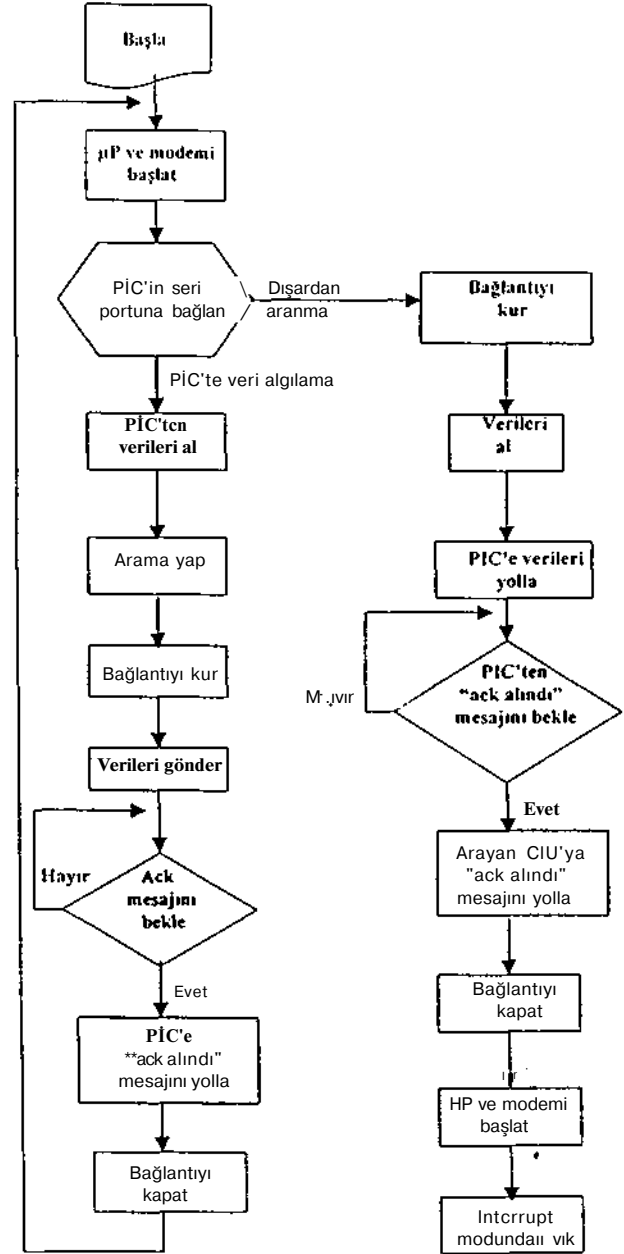 Başla
µP ve modemi
başlat
PİC'in seri
portuna bağlan
Dışardan
aranma
Bağlantıyı
kur
PİC'te veri algılama
PİC'ten
verileri al
Verileri
al
Arama yap
PIC'e verileri
yolla
Bağlantıyı kur
PIC'ten
"ack alındı"
mesajını bekle
Verileri gönder
Evet
Hayır
Ack
mesajını
bekle
Arayan CIU'ya
"ack alındı"
mesajını yolla
Evet
Bağlantıyı
kapat
PİC'e
**ack alındı"
mesajını yolla
HP ve modemi
başlat
Bağlantıyı
kapat
Intcrrupt